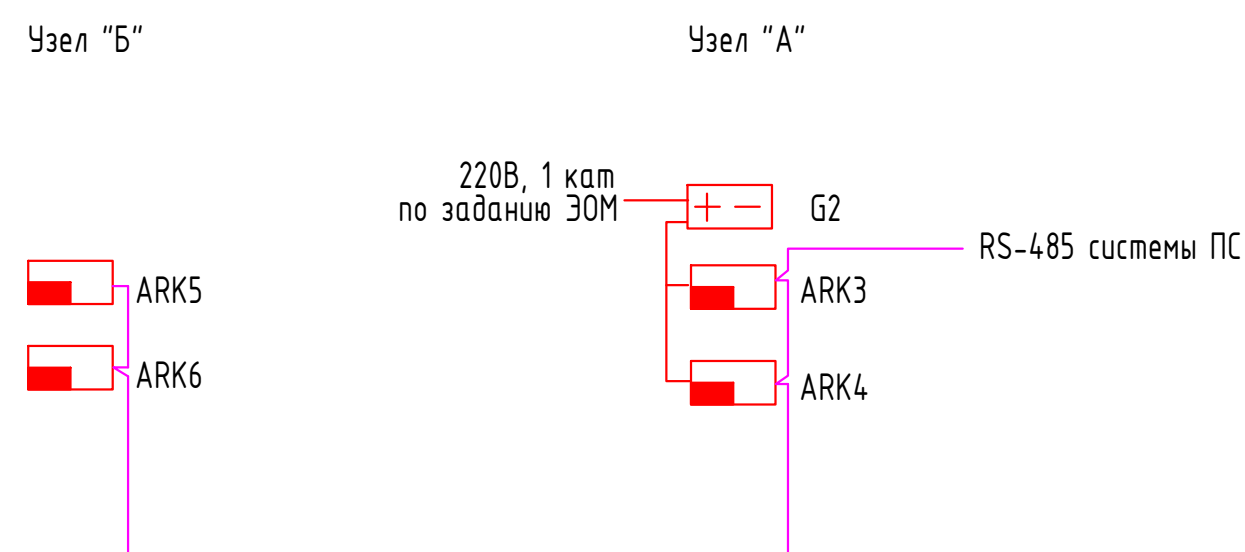 Узел "Б"
Узел "А"
220В, 1 кат
по заданию ЭОМ
G2
RS-485 системы ПС
ARK5
ARK3
ARK6
ARK4